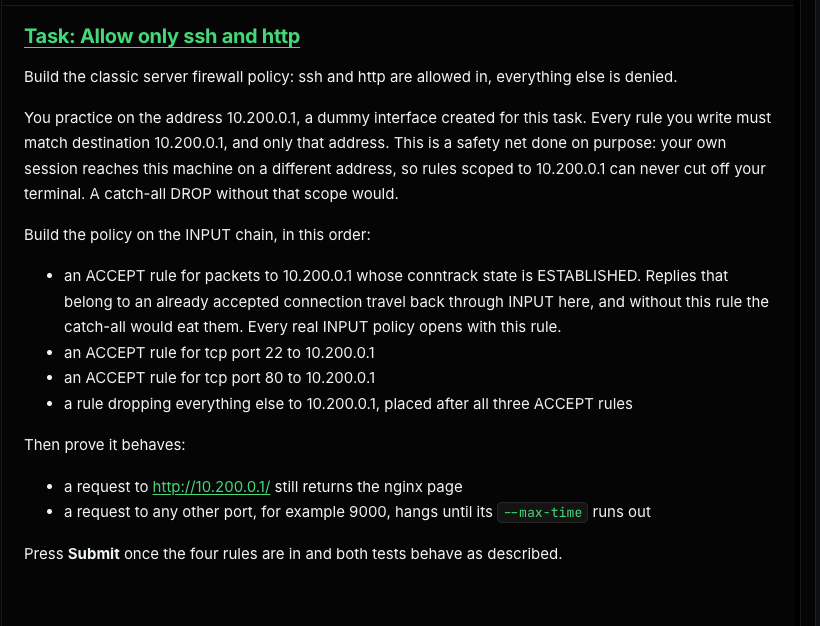 Task: Allow only ssh and http
Build the classic server firewall policy: ssh and http are allowed in, everything else is denied.
You practice on the address 10.200.0.1, a dummy interface created for this task. Every rule you write must
match destination 10.200.0.1, and only that address. This is a safety net done on purpose: your own
session reaches this machine on a different address, so rules scoped to 10.200.0.1 can never cut off your
terminal. A catch-all DROP without that scope would.
Build the policy on the INPUT chain, in this order:
• an ACCEPT rule for packets to 10.200.0.1 whose conntrack state is ESTABLISHED. Replies that
belong to an already accepted connection travel back through INPUT here, and without this rule the
catch-all would eat them. Every real INPUT policy opens with this rule.
• an ACCEPT rule for tcp port 22 to 10.200.0.1
• an ACCEPT rule for tcp port 80 to 10.200.0.1
• a rule dropping everything else to 10.200.0.1, placed after all three ACCEPT rules
Then prove it behaves:
• a request to http://10.200.0.1/ still returns the nginx page
• a request to any other port, for example 9000, hangs until its --max-time runs out
Press Submit once the four rules are in and both tests behave as described.